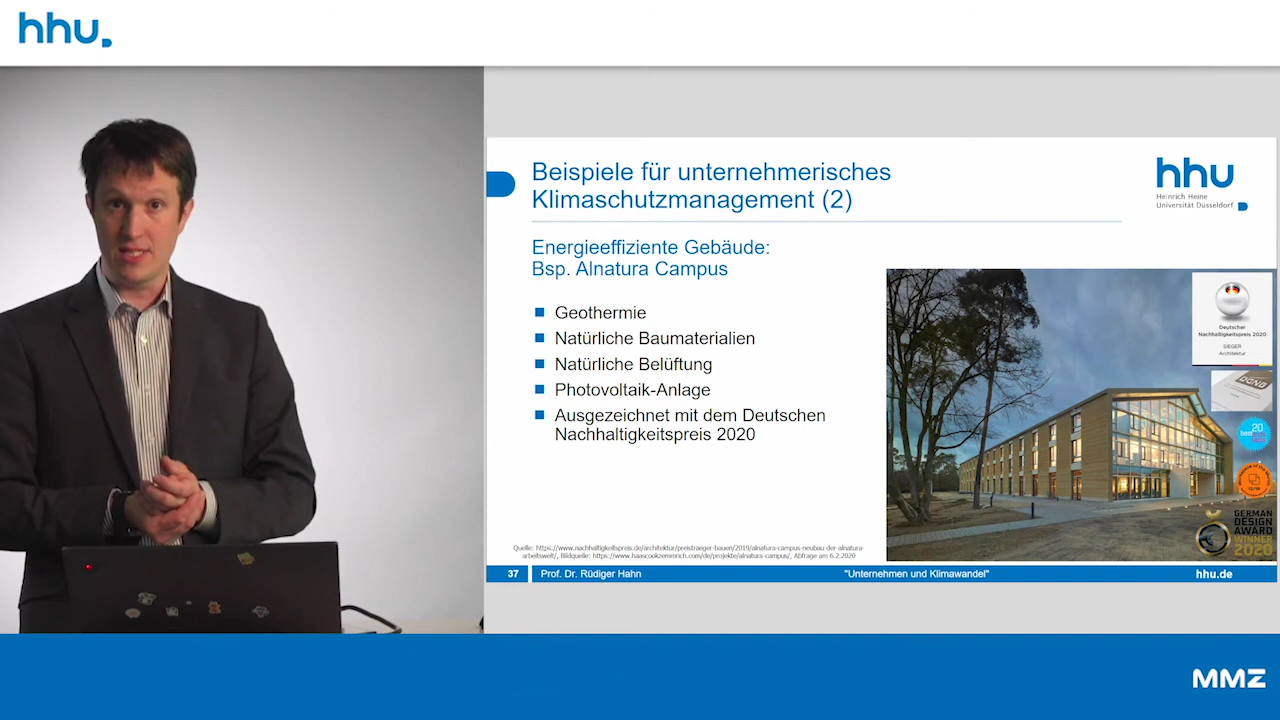 hhu.
Beispiele für unternehmerisches
Klimaschutzmanagement (2)
hhu
Heinrich Heine
Universität Düsseldorf
Energieeffiziente Gebäude:
Bsp. Alnatura Campus
Geothermie
Natürliche Baumaterialien
Natürliche Belüftung
Photovoltaik-Anlage
Ausgezeichnet mit dem Deutschen
Nachhaltigkeitspreis 2020
Deutscher
Nachhaltigkeitspreis 2020
SIEGER
Architektur
DGNB
20
best
GERMAN
DESIGN
AWARD
WINNER
2020
Quelle: https://www.nachhaltigkeitspreis.de/architektur/preistraeger-bauen/2019/alnatura-campus-neubau-der-alnatura-
arbeitswelt/, Bildquelle: https://www.haascookzemmrich.com/de/projekte/alnatura-campus/, Abfrage am 6.2.2020
37 Prof. Dr. Rüdiger Hahn "Unternehmen und Klimawandel" hhu.de
MMZ